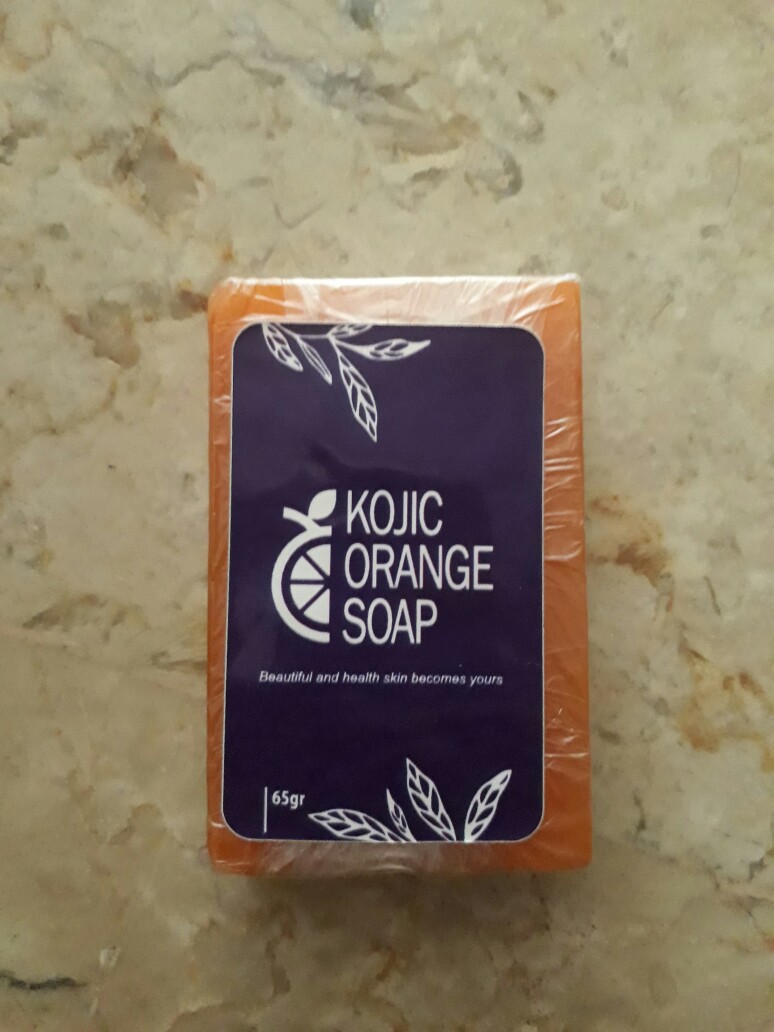 KOJIC
ORANGE
SOAP
Beautiful and health skin becomes yours
65gr